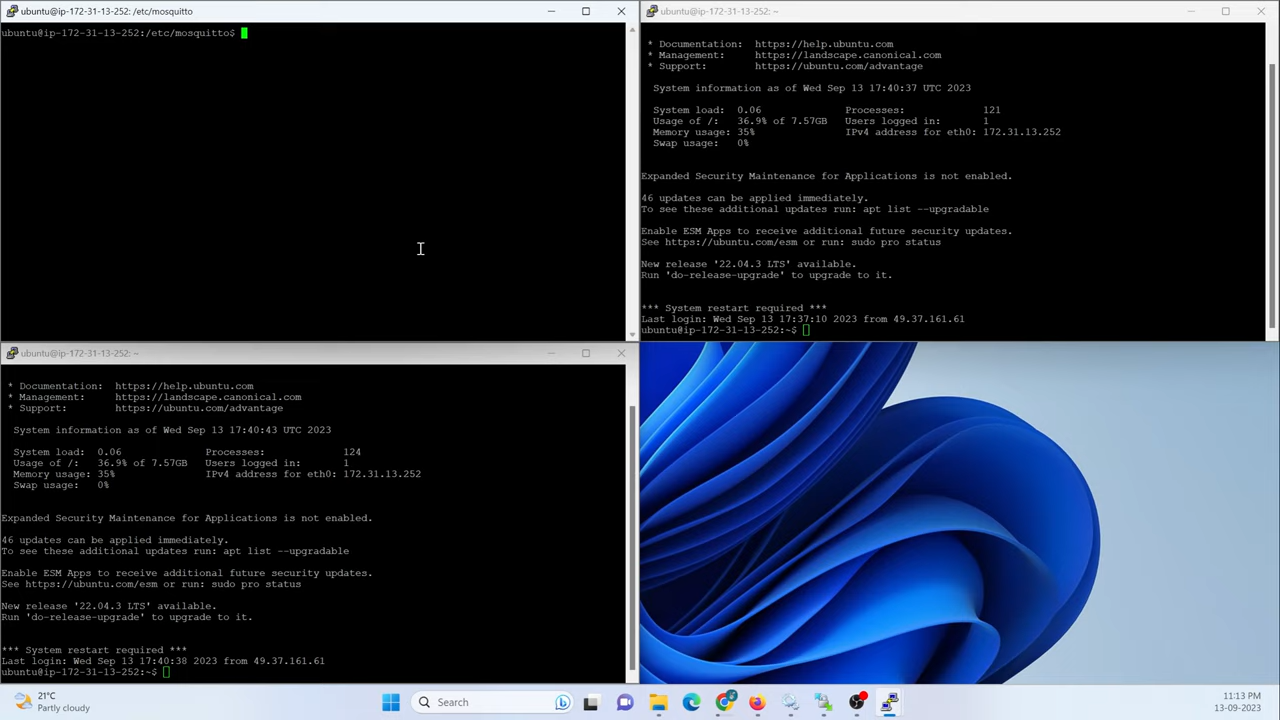 ubuntu@ip-172-31-13-252: /etc/mosquitto
ubuntu@ip-172-31-13-252:/etc/mosquitto$
ubuntu@ip-172-31-13-252: ~
* Documentation:  https://help.ubuntu.com
* Management:     https://landscape.canonical.com
* Support:        https://ubuntu.com/advantage
System information as of Wed Sep 13 17:40:37 UTC 2023
System load:  0.06              Processes:             121
Usage of /:   36.9% of 7.57GB   Users logged in:       1
Memory usage: 35%               IPv4 address for eth0: 172.31.13.252
Swap usage:   0%
Expanded Security Maintenance for Applications is not enabled.
46 updates can be applied immediately.
To see these additional updates run: apt list --upgradable
Enable ESM Apps to receive additional future security updates.
See https://ubuntu.com/esm or run: sudo pro status
New release '22.04.3 LTS' available.
Run 'do-release-upgrade' to upgrade to it.
*** System restart required ***
Last login: Wed Sep 13 17:37:10 2023 from 49.37.161.61
ubuntu@ip-172-31-13-252:~$
ubuntu@ip-172-31-13-252: ~
* Documentation:  https://help.ubuntu.com
* Management:     https://landscape.canonical.com
* Support:        https://ubuntu.com/advantage
System information as of Wed Sep 13 17:40:43 UTC 2023
System load:  0.06              Processes:             124
Usage of /:   36.9% of 7.57GB   Users logged in:       1
Memory usage: 35%               IPv4 address for eth0: 172.31.13.252
Swap usage:   0%
Expanded Security Maintenance for Applications is not enabled.
46 updates can be applied immediately.
To see these additional updates run: apt list --upgradable
Enable ESM Apps to receive additional future security updates.
See https://ubuntu.com/esm or run: sudo pro status
New release '22.04.3 LTS' available.
Run 'do-release-upgrade' to upgrade to it.
*** System restart required ***
Last login: Wed Sep 13 17:40:38 2023 from 49.37.161.61
ubuntu@ip-172-31-13-252:~$
21°C
Partly cloudy
Search
11:13 PM
13-09-2023